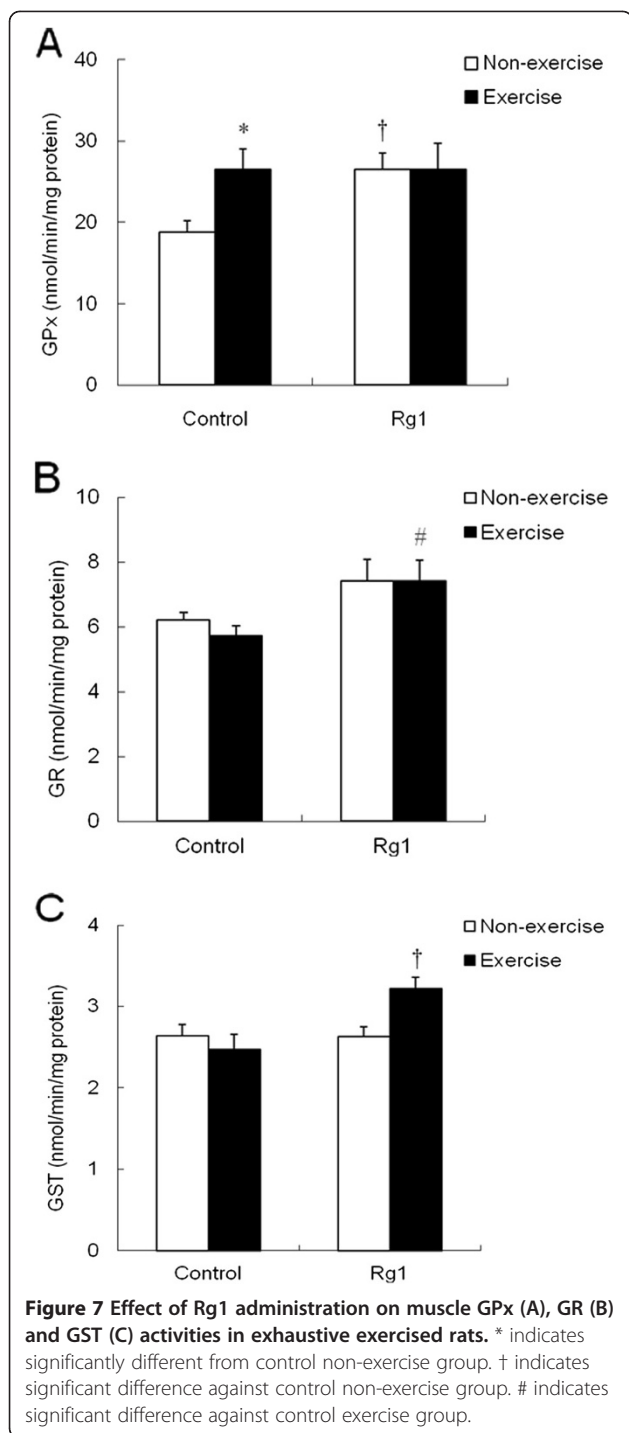 A
40
30
20
10
0
GPx (nmol/min/mg protein)
Non-exercise
Exercise
*
†
Control Rg1
B
10
8
6
4
2
0
GR (nmol/min/mg protein)
Non-exercise
Exercise
#
Control Rg1
C
4
3
2
1
0
GST (nmol/min/mg protein)
Non-exercise
Exercise
†
Control Rg1
Figure 7 Effect of Rg1 administration on muscle GPx (A), GR (B)
and GST (C) activities in exhaustive exercised rats. * indicates
significantly different from control non-exercise group. † indicates
significant difference against control non-exercise group. # indicates
significant difference against control exercise group.